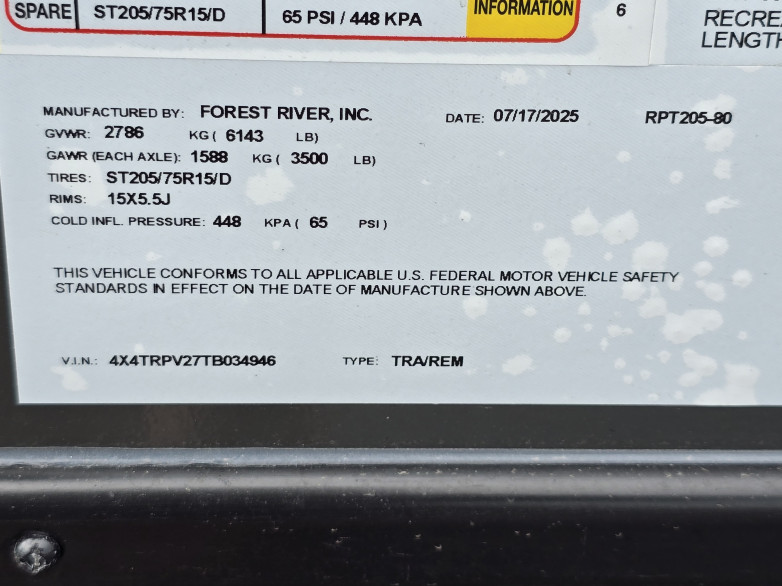 SPARE ST205/75R15/D 65 PSI / 448 KPA INFORMATION 6
LENGTH
MANUFACTURED BY: FOREST RIVER, INC. DATE: 07/17/2025 RPT205-80
GVWR: 2786 KG ( 6143 LB)
GAWR (EACH AXLE): 1588 KG ( 3500 LB)
TIRES: ST205/75R15/D
RIMS: 15X5.5J
COLD INFL. PRESSURE: 448 KPA ( 65 PSI )
THIS VEHICLE CONFORMS TO ALL APPLICABLE U.S. FEDERAL MOTOR VEHICLE SAFETY
STANDARDS IN EFFECT ON THE DATE OF MANUFACTURE SHOWN ABOVE.
V.I.N.: 4X4TRPV27TB034946 TYPE: TRA/REM